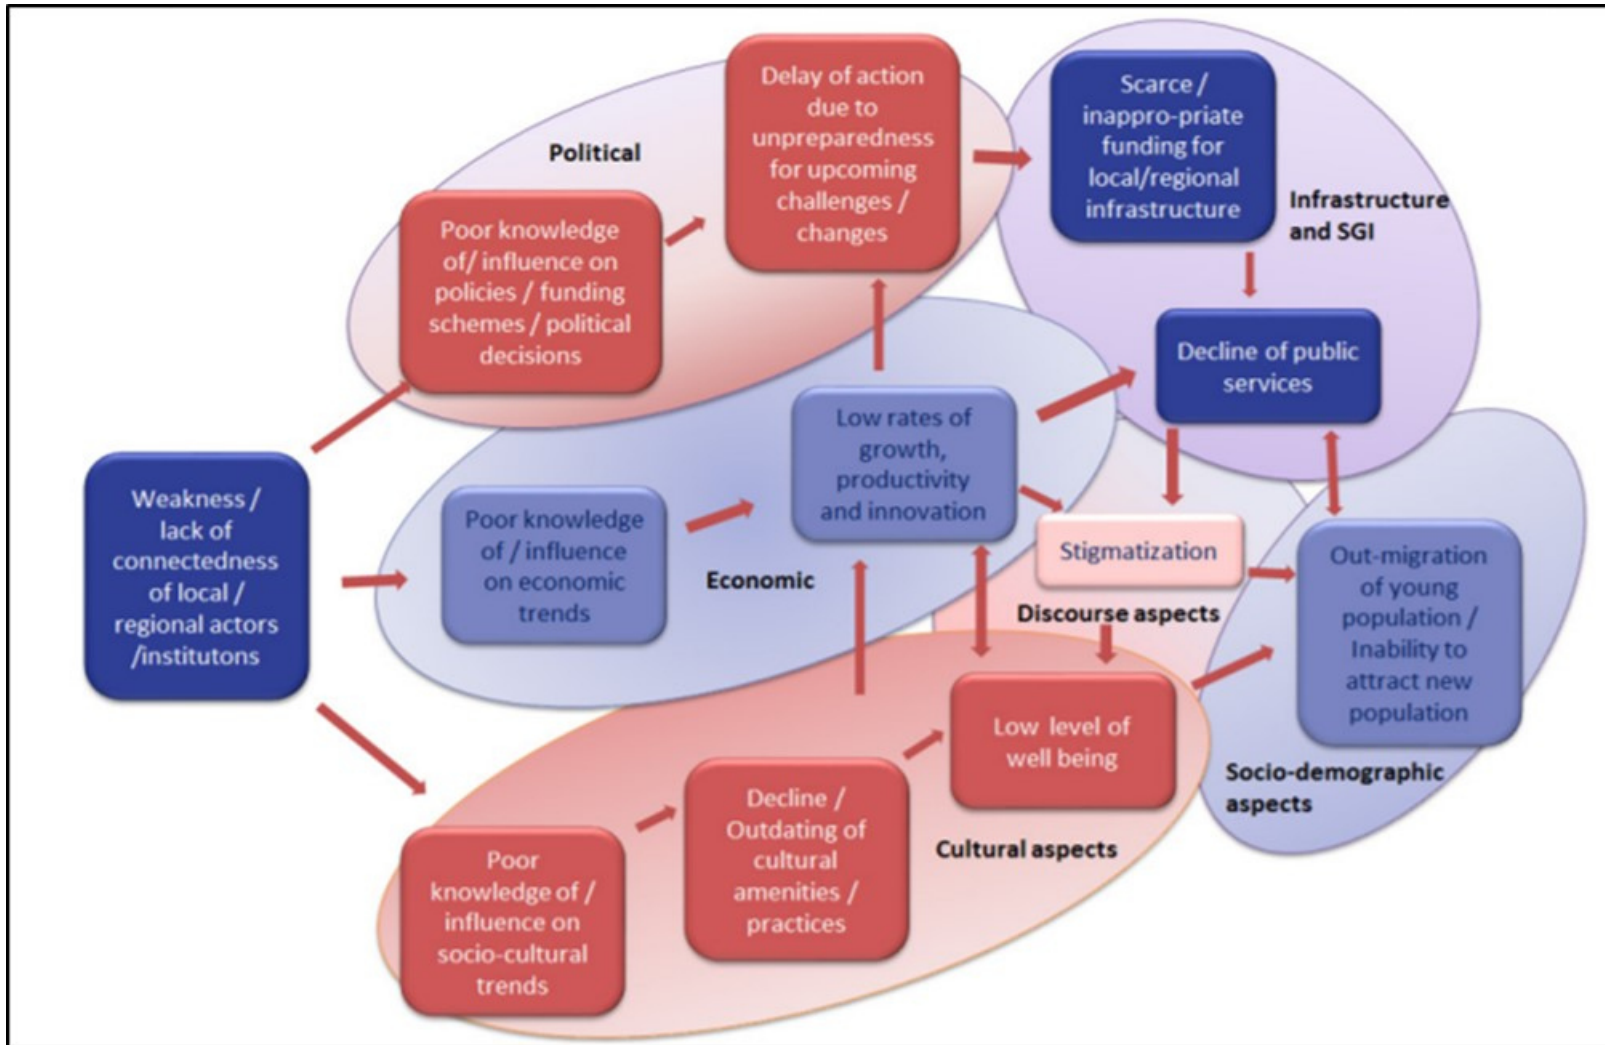 Political
Delay of action
due to
unpreparedness
for upcoming
challenges /
changes
Scarce /
inappro-priate
funding for
local/regional
infrastructure
Infrastructure
and SGI
Poor knowledge
of/ influence on
policies / funding
schemes / political
decisions
Decline of public
services
Low rates of
growth,
productivity
and innovation
Weakness /
lack of
connectedness
of local /
regional actors
/institutons
Poor knowledge
of / influence
on economic
trends
Economic
Stigmatization
Discourse aspects
Out-migration
of young
population /
Inability to
attract new
population
Socio-demographic
aspects
Low level of
well being
Cultural aspects
Decline /
Outdating of
cultural
amenities /
practices
Poor
knowledge of /
influence on
socio-cultural
trends